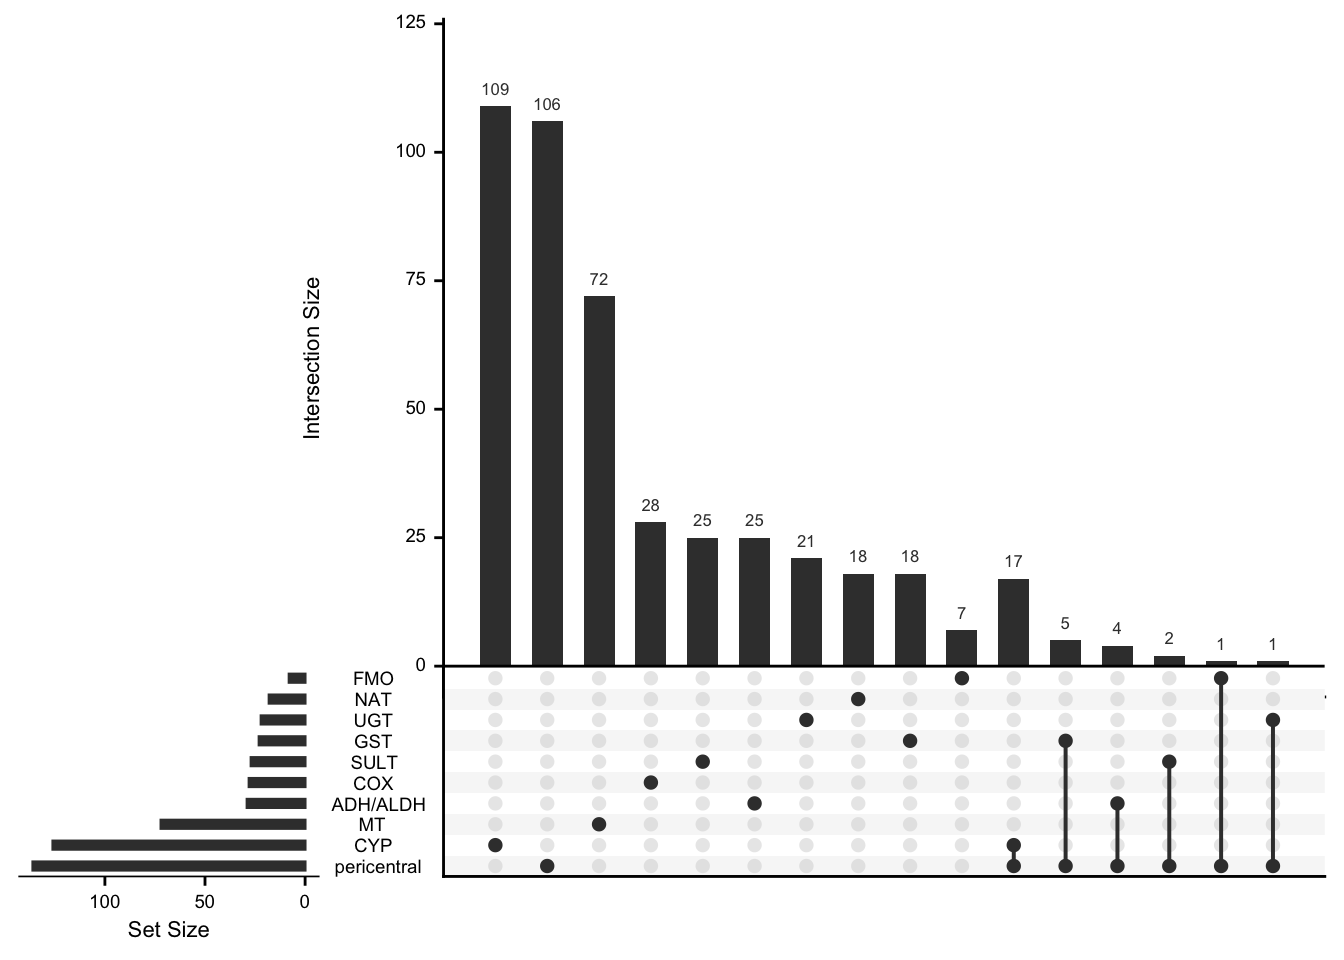 125
109
106
100
75
72
Intersection Size
50
28
25
25
25
21
18
18
17
7
5
4
2
1
1
0
FMO
NAT
UGT
GST
SULT
COX
ADH/ALDH
MT
CYP
pericentral
100 50 0
Set Size